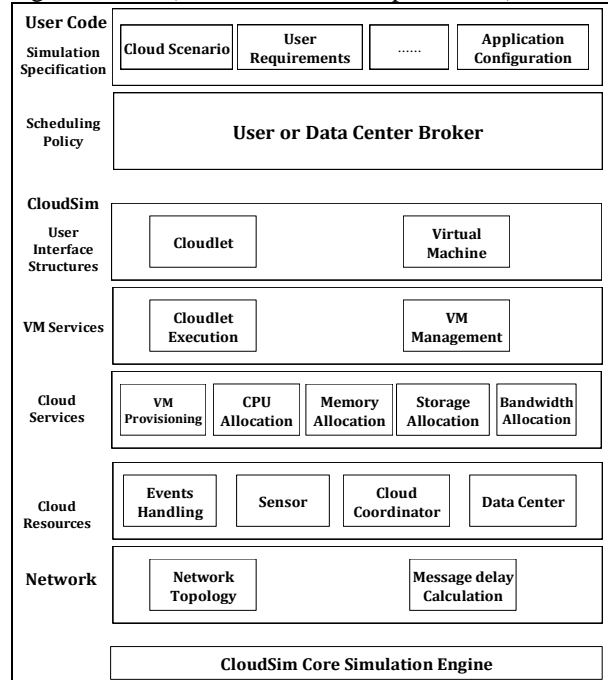 User Code
Simulation
Specification
Cloud Scenario
User
Requirements
......
Application
Configuration
Scheduling
Policy
User or Data Center Broker
CloudSim
User
Interface
Structures
Cloudlet
Virtual
Machine
VM Services
Cloudlet
Execution
VM
Management
Cloud
Services
VM
Provisioning
CPU
Allocation
Memory
Allocation
Storage
Allocation
Bandwidth
Allocation
Cloud
Resources
Events
Handling
Sensor
Cloud
Coordinator
Data Center
Network
Network
Topology
Message delay
Calculation
CloudSim Core Simulation Engine